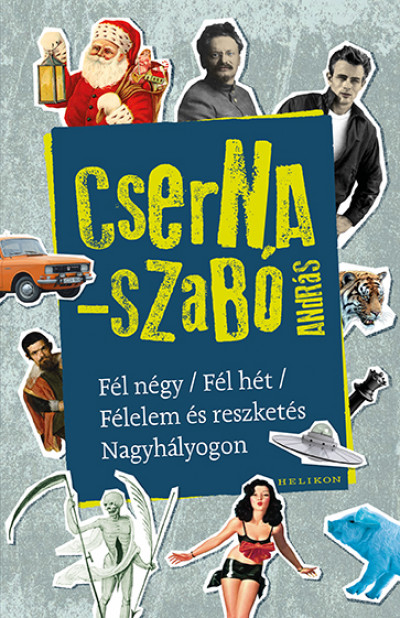 CserNA
-szabó
ANdRás
Fél négy / Fél hét /
Félelem és reszketés
Nagyhályogon
HELIKON